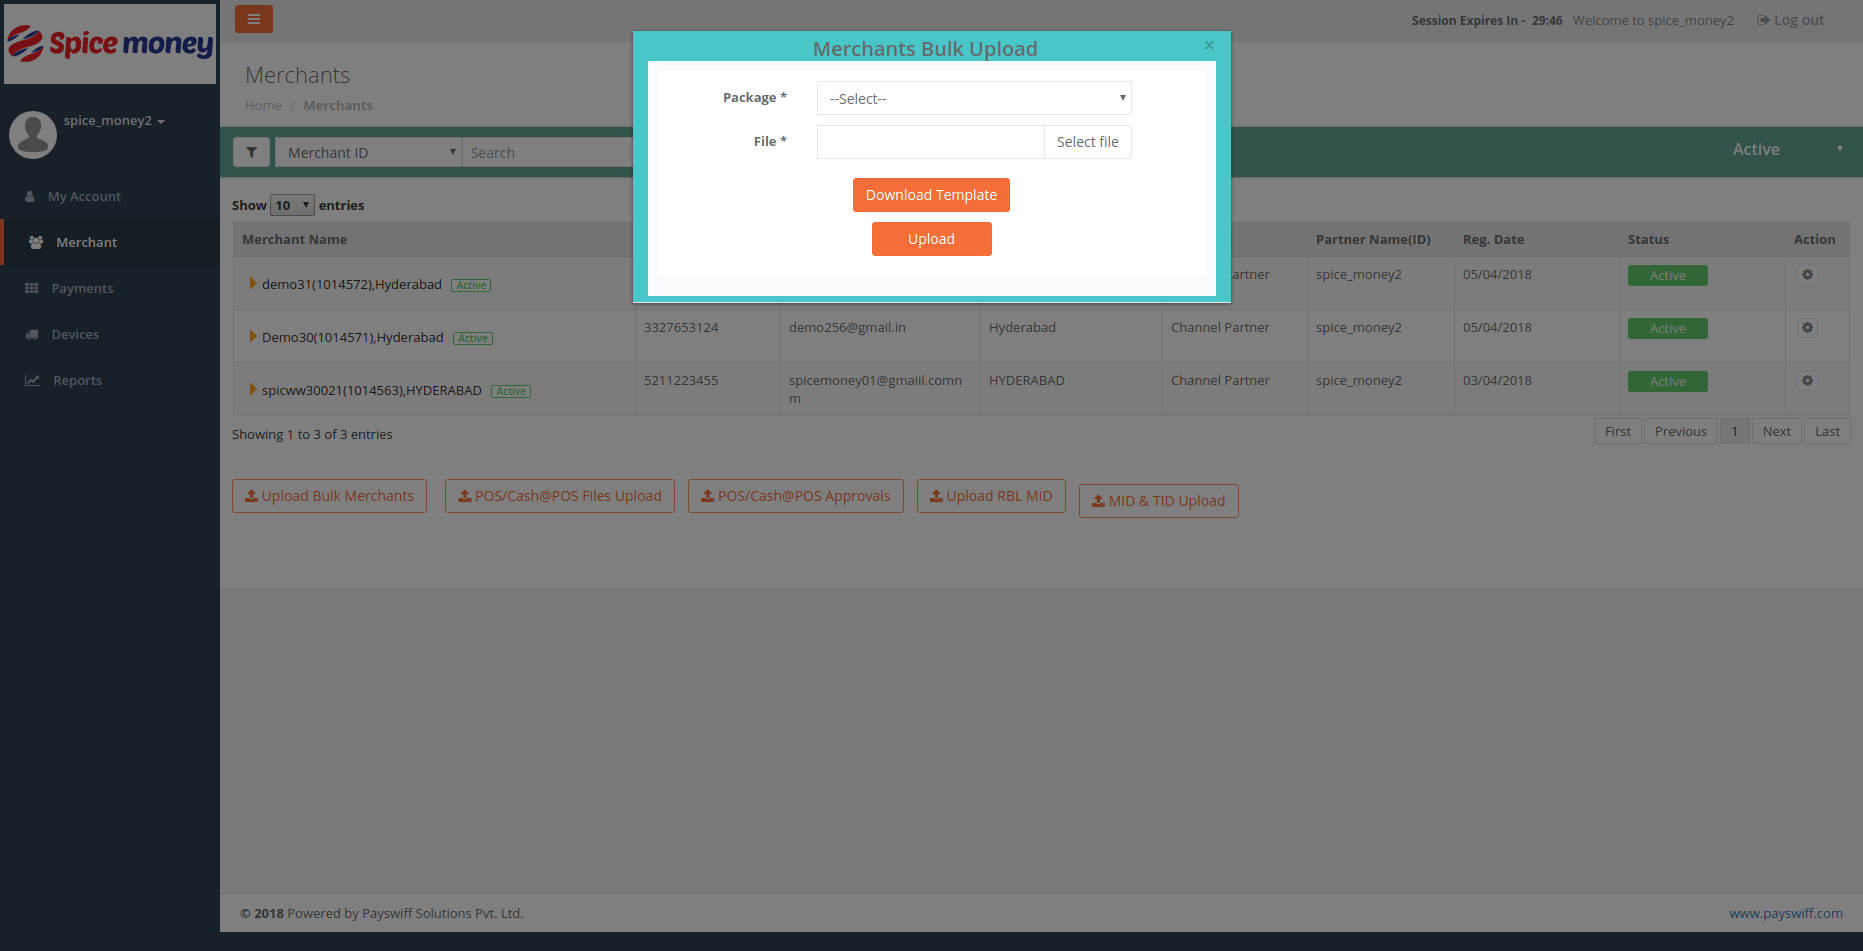 Spice money
Session Expires In - 29:46 Welcome to spice_money2 Log out
Merchants Bulk Upload ×
Merchants
Home / Merchants
Package * --Select--
File * Select file
Download Template
Upload
spice_money2
My Account
Merchant
Payments
Devices
Reports
Merchant ID Search Active
Show 10 entries
Merchant Name Partner Name(ID) Reg. Date Status Action
demo31(1014572),Hyderabad Active spice_money2 05/04/2018 Active
Demo30(1014571),Hyderabad Active 3327653124 demo256@gmail.in Hyderabad Channel Partner spice_money2 05/04/2018 Active
spicww30021(1014563),HYDERABAD Active 5211223455 spicemoney01@gmaiil.comn HYDERABAD Channel Partner spice_money2 03/04/2018 Active
m
Showing 1 to 3 of 3 entries First Previous 1 Next Last
Upload Bulk Merchants POS/Cash@POS Files Upload POS/Cash@POS Approvals Upload RBL MID MID & TID Upload
© 2018 Powered by Payswiff Solutions Pvt. Ltd. www.payswiff.com